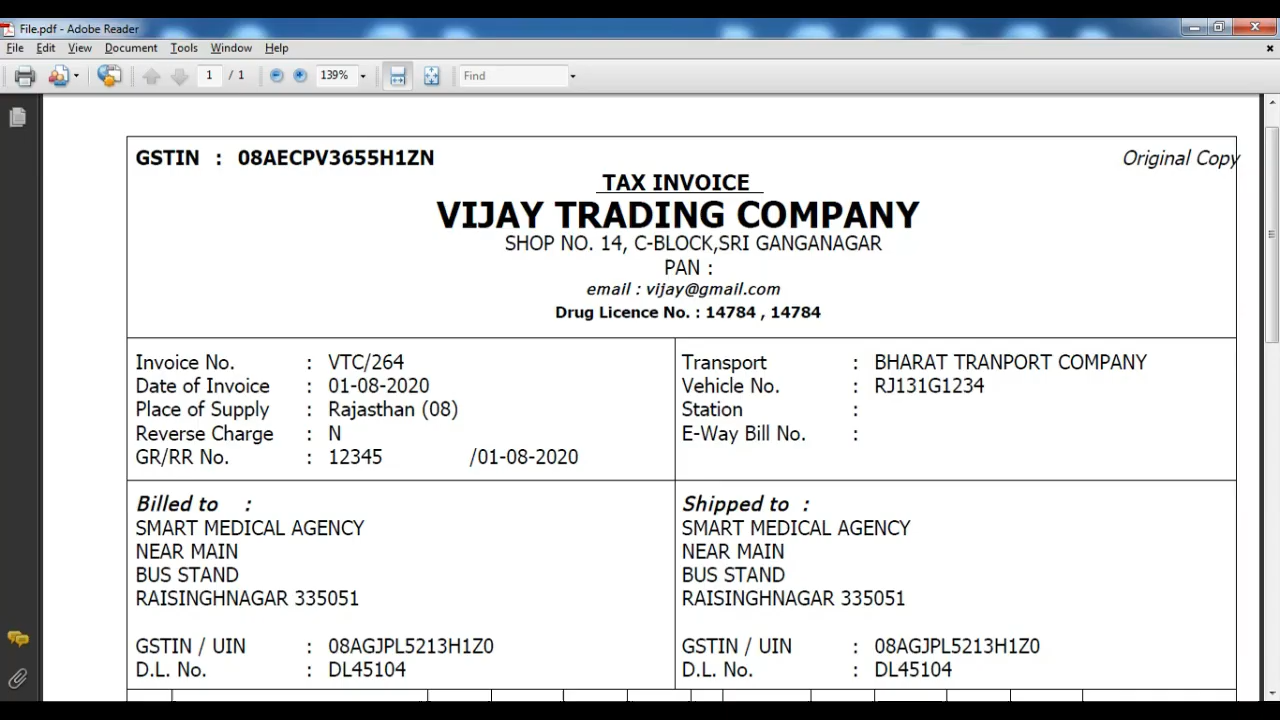 File.pdf - Adobe Reader
File Edit View Document Tools Window Help
1 / 1 139% Find
GSTIN : 08AECPV3655H1ZN Original Copy
TAX INVOICE
VIJAY TRADING COMPANY
SHOP NO. 14, C-BLOCK,SRI GANGANAGAR
PAN :
email : vijay@gmail.com
Drug Licence No. : 14784 , 14784
Invoice No. : VTC/264
Date of Invoice : 01-08-2020
Place of Supply : Rajasthan (08)
Reverse Charge : N
GR/RR No. : 12345 /01-08-2020
Transport : BHARAT TRANPORT COMPANY
Vehicle No. : RJ131G1234
Station :
E-Way Bill No. :
Billed to :
SMART MEDICAL AGENCY
NEAR MAIN
BUS STAND
RAISINGHNAGAR 335051
GSTIN / UIN : 08AGJPL5213H1Z0
D.L. No. : DL45104
Shipped to :
SMART MEDICAL AGENCY
NEAR MAIN
BUS STAND
RAISINGHNAGAR 335051
GSTIN / UIN : 08AGJPL5213H1Z0
D.L. No. : DL45104